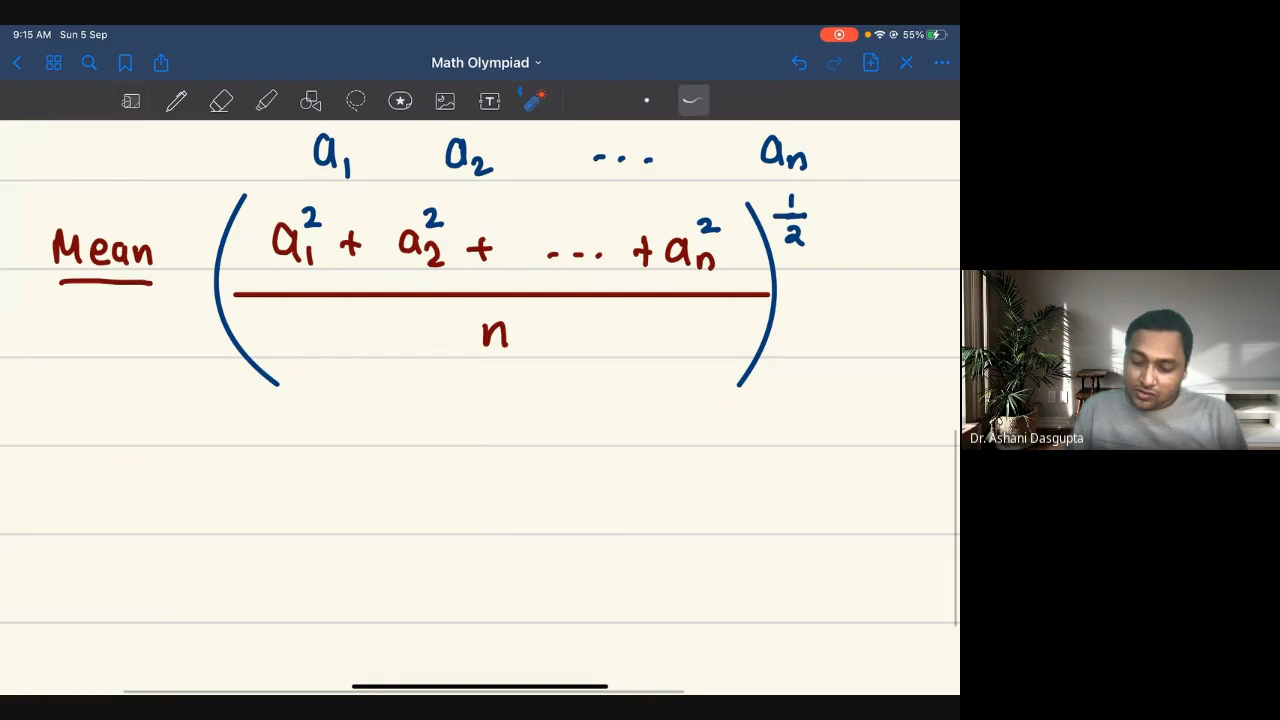 9:15 AM Sun 5 Sep
55%
Math Olympiad
T
a₁ a₂ ... aₙ
Mean ( (a₁² + a₂² + ... + aₙ²) / n )^(1/2)
Dr. Ashani Dasgupta